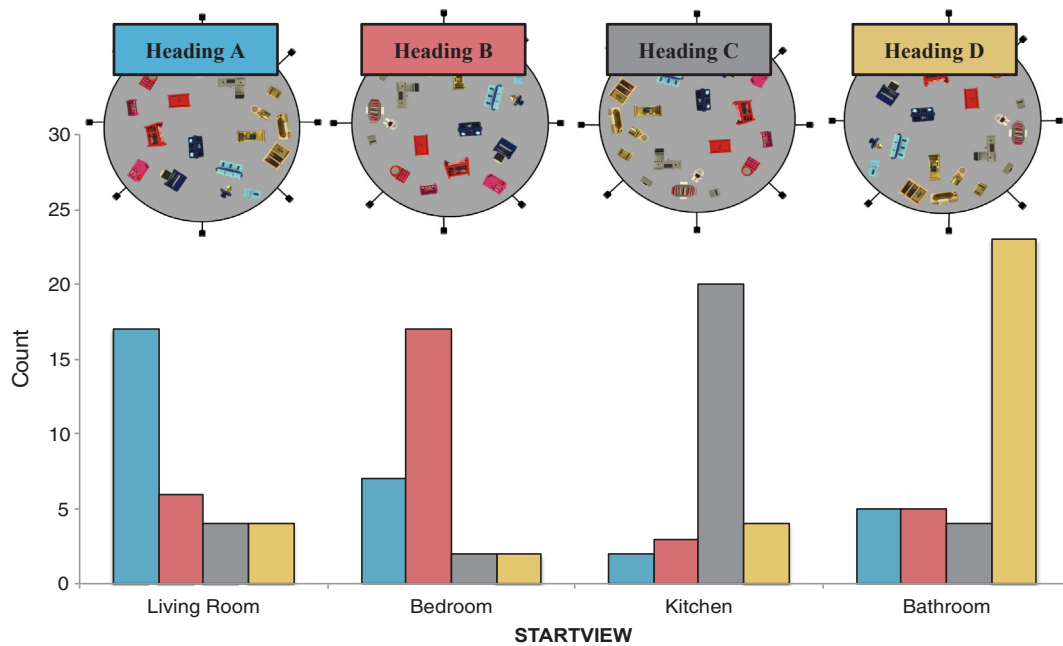 Heading A
Heading B
Heading C
Heading D
30
25
20
15
10
5
0
Count
Living Room
Bedroom
Kitchen
Bathroom
STARTVIEW